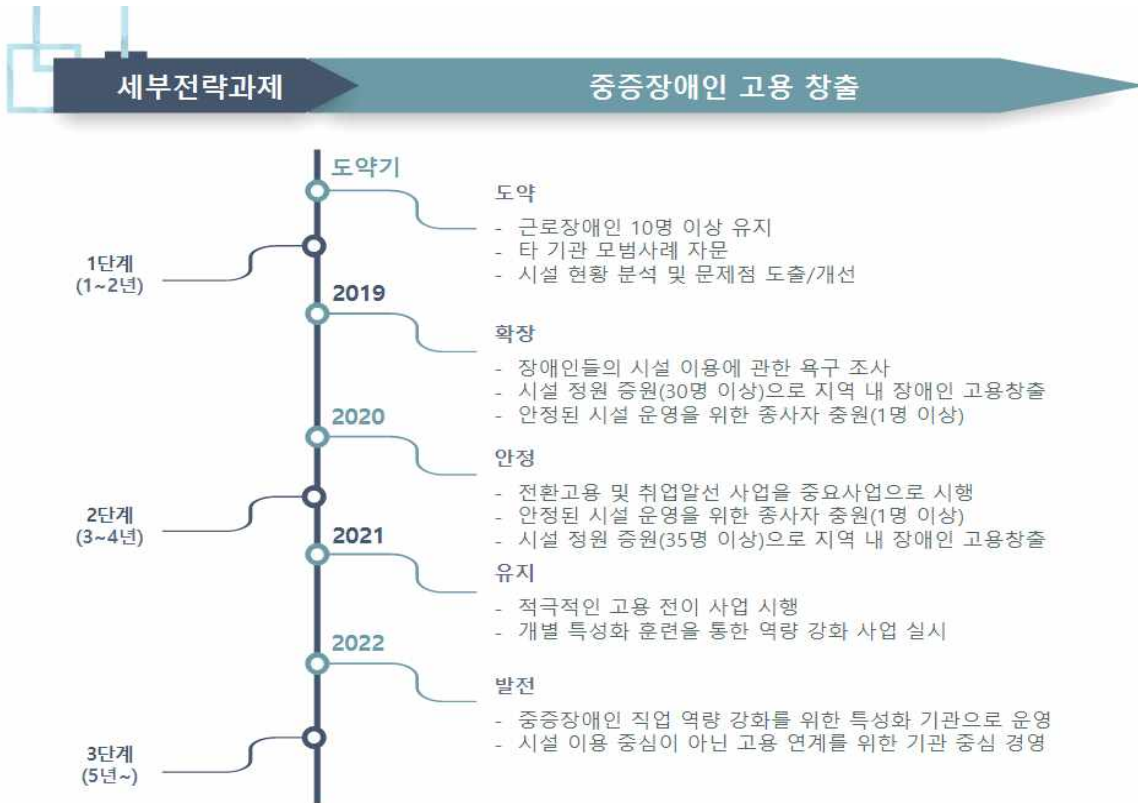 세부전략과제
중증장애인 고용 창출
도약기
도약
- 근로장애인 10명 이상 유지
- 타 기관 모범사례 자문
- 시설 현황 분석 및 문제점 도출/개선
1단계
(1~2년)
2019
확장
- 장애인들의 시설 이용에 관한 욕구 조사
- 시설 정원 증원(30명 이상)으로 지역 내 장애인 고용창출
- 안정된 시설 운영을 위한 종사자 충원(1명 이상)
2020
안정
- 전환고용 및 취업알선 사업을 중요사업으로 시행
- 안정된 시설 운영을 위한 종사자 충원(1명 이상)
- 시설 정원 증원(35명 이상)으로 지역 내 장애인 고용창출
2단계
(3~4년)
2021
유지
- 적극적인 고용 전이 사업 시행
- 개별 특성화 훈련을 통한 역량 강화 사업 실시
2022
발전
- 중증장애인 직업 역량 강화를 위한 특성화 기관으로 운영
- 시설 이용 중심이 아닌 고용 연계를 위한 기관 중심 경영
3단계
(5년~)